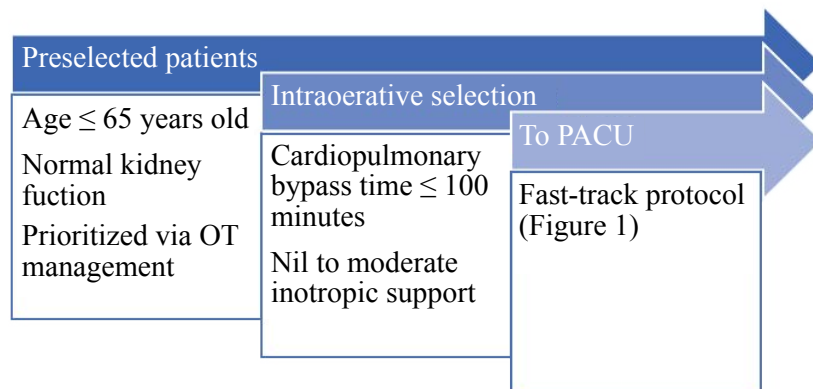 Preselected patients
Age ≤ 65 years old
Normal kidney
fuction
Prioritized via OT
management
Intraoerative selection
Cardiopulmonary
bypass time ≤ 100
minutes
Nil to moderate
inotropic support
To PACU
Fast-track protocol
(Figure 1)